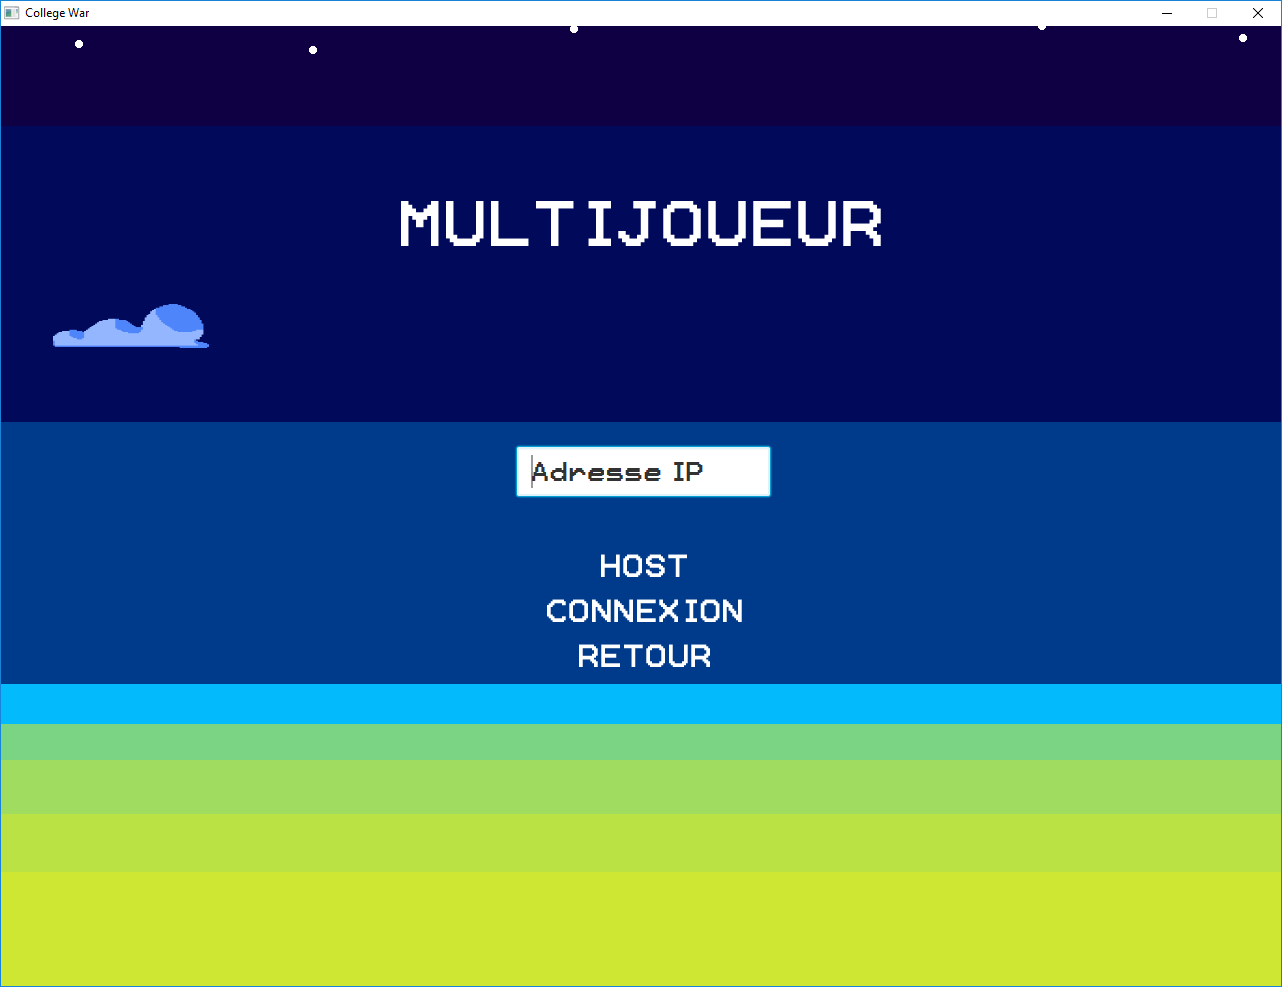 College War
MULTIJOUEUR
Adresse IP
HOST
CONNEXION
RETOUR